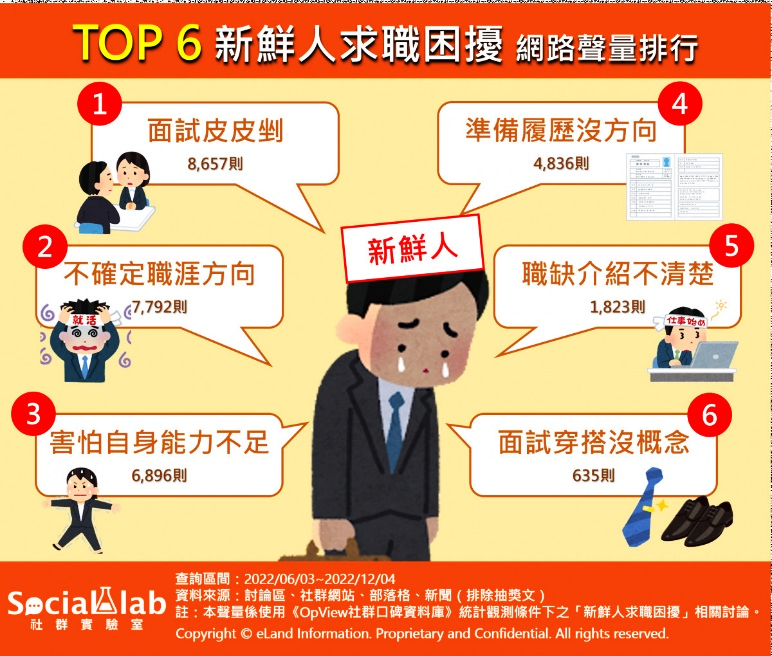 TOP 6 新鮮人求職困擾 網路聲量排行
1
面試皮皮剉
8,657則
2
不確定職涯方向
7,792則
就活
3
害怕自身能力不足
6,896則
4
準備履歷沒方向
4,836則
5
職缺介紹不清楚
1,823則
仕事始め
6
面試穿搭沒概念
635則
新鮮人
Social lab
社群實驗室
查詢區間：2022/06/03~2022/12/04
資料來源：討論區、社群網站、部落格、新聞（排除抽獎文）
註：本聲量係使用《OpView社群口碑資料庫》統計觀測條件下之「新鮮人求職困擾」相關討論。
Copyright © eLand Information. Proprietary and Confidential. All rights reserved.